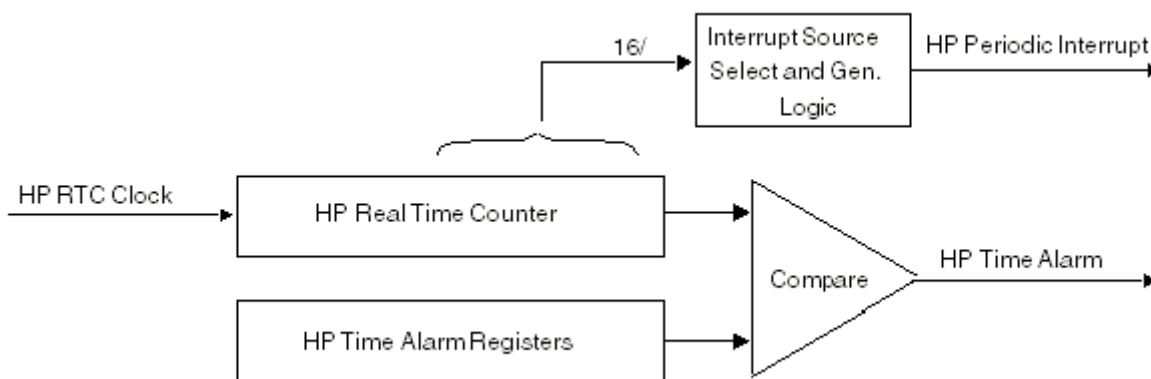 16/
Interrupt Source
Select and Gen.
Logic
HP Periodic Interrupt
HP RTC Clock
HP Real Time Counter
Compare
HP Time Alarm
HP Time Alarm Registers